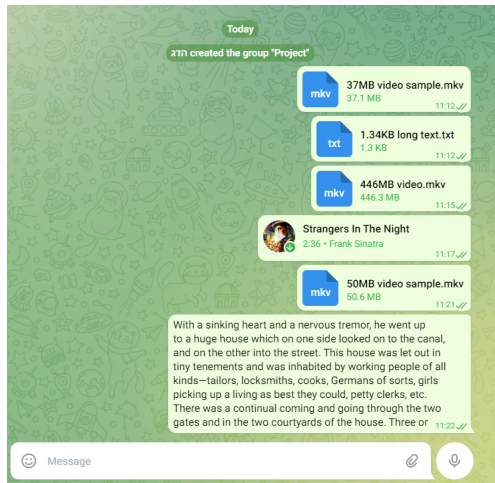 Today
הדג created the group "Project"
mkv
37MB video sample.mkv
37.1 MB
11:12
txt
1.34KB long text.txt
1.3 KB
11:12
mkv
446MB video.mkv
446.3 MB
11:15
Strangers In The Night
2:36 • Frank Sinatra
11:17
mkv
50MB video sample.mkv
50.6 MB
11:21
With a sinking heart and a nervous tremor, he went up
to a huge house which on one side looked on to the canal,
and on the other into the street. This house was let out in
tiny tenements and was inhabited by working people of all
kinds—tailors, locksmiths, cooks, Germans of sorts, girls
picking up a living as best they could, petty clerks, etc.
There was a continual coming and going through the two
gates and in the two courtyards of the house. Three or
11:22
Message